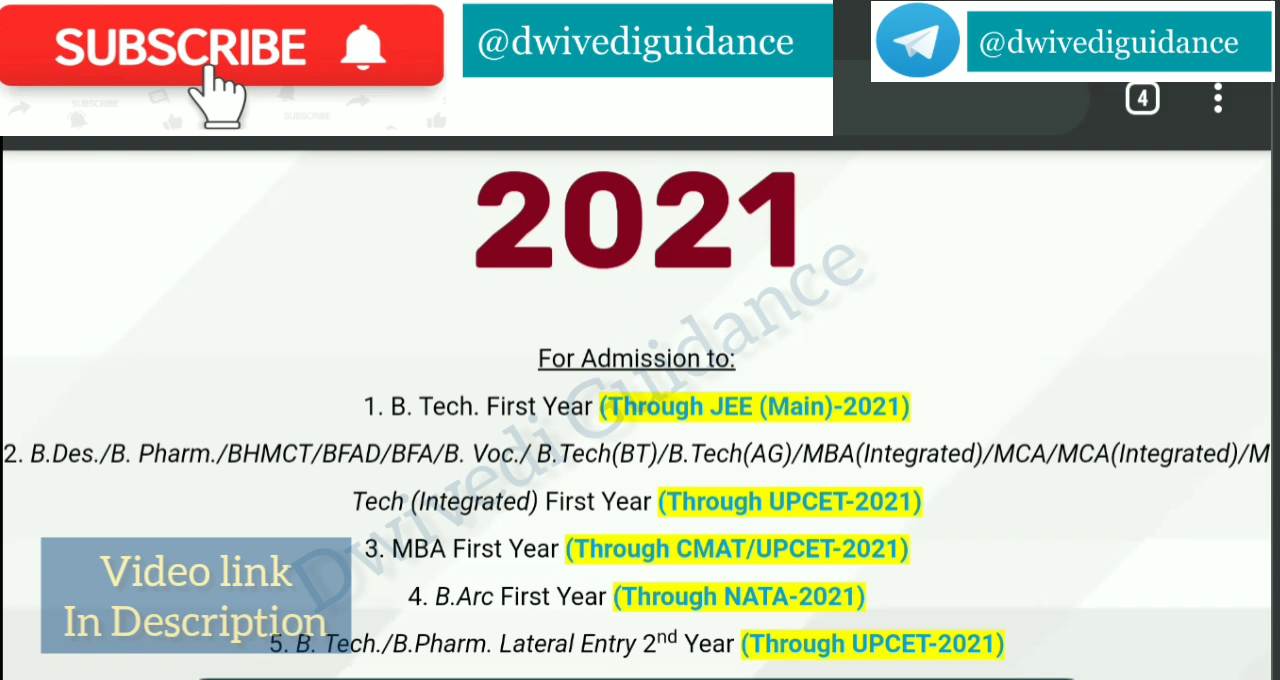 SUBSCRIBE
@dwivediguidance
@dwivediguidance
SUBSCRIBE
SUBSCRIBE
4
2021
Dwivedi Guidance
For Admission to:
1. B. Tech. First Year (Through JEE (Main)-2021)
2. B.Des./B. Pharm./BHMCT/BFAD/BFA/B. Voc./ B.Tech(BT)/B.Tech(AG)/MBA(Integrated)/MCA/MCA(Integrated)/M
Tech (Integrated) First Year (Through UPCET-2021)
3. MBA First Year (Through CMAT/UPCET-2021)
4. B.Arc First Year (Through NATA-2021)
5. B. Tech./B.Pharm. Lateral Entry 2nd Year (Through UPCET-2021)
Video link
In Description